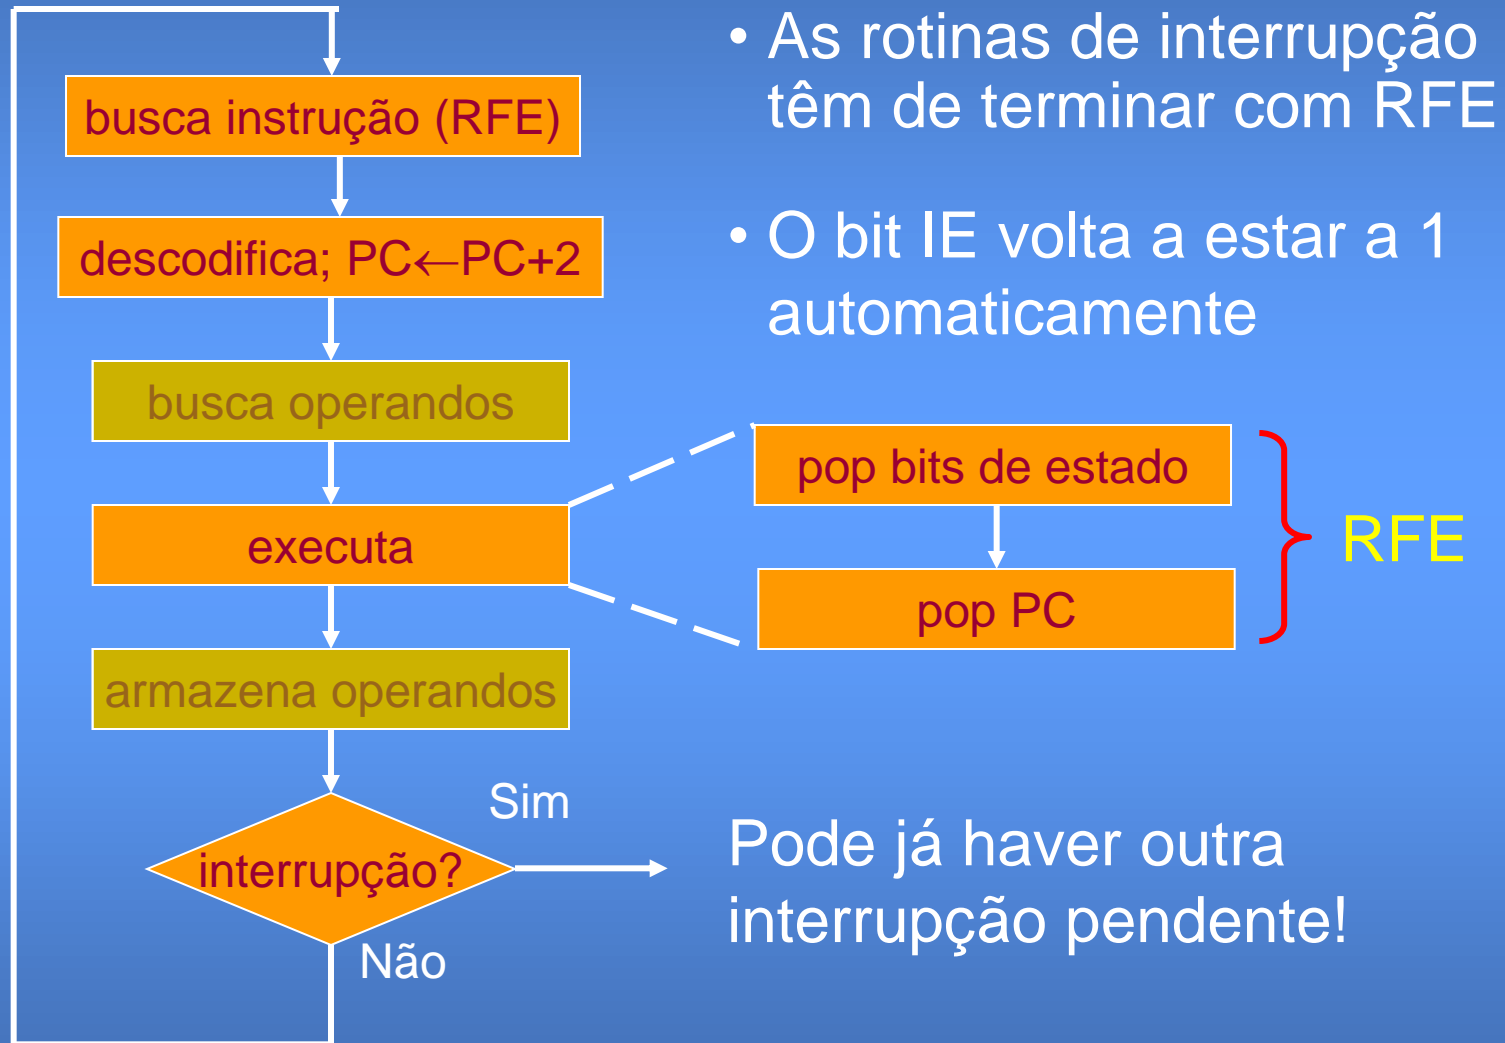 busca instrução (RFE)
descodifica; PC←PC+2
busca operandos
executa
armazena operandos
interrupção?
Sim
Não
• As rotinas de interrupção
têm de terminar com RFE
• O bit IE volta a estar a 1
automaticamente
pop bits de estado
pop PC
RFE
Pode já haver outra
interrupção pendente!